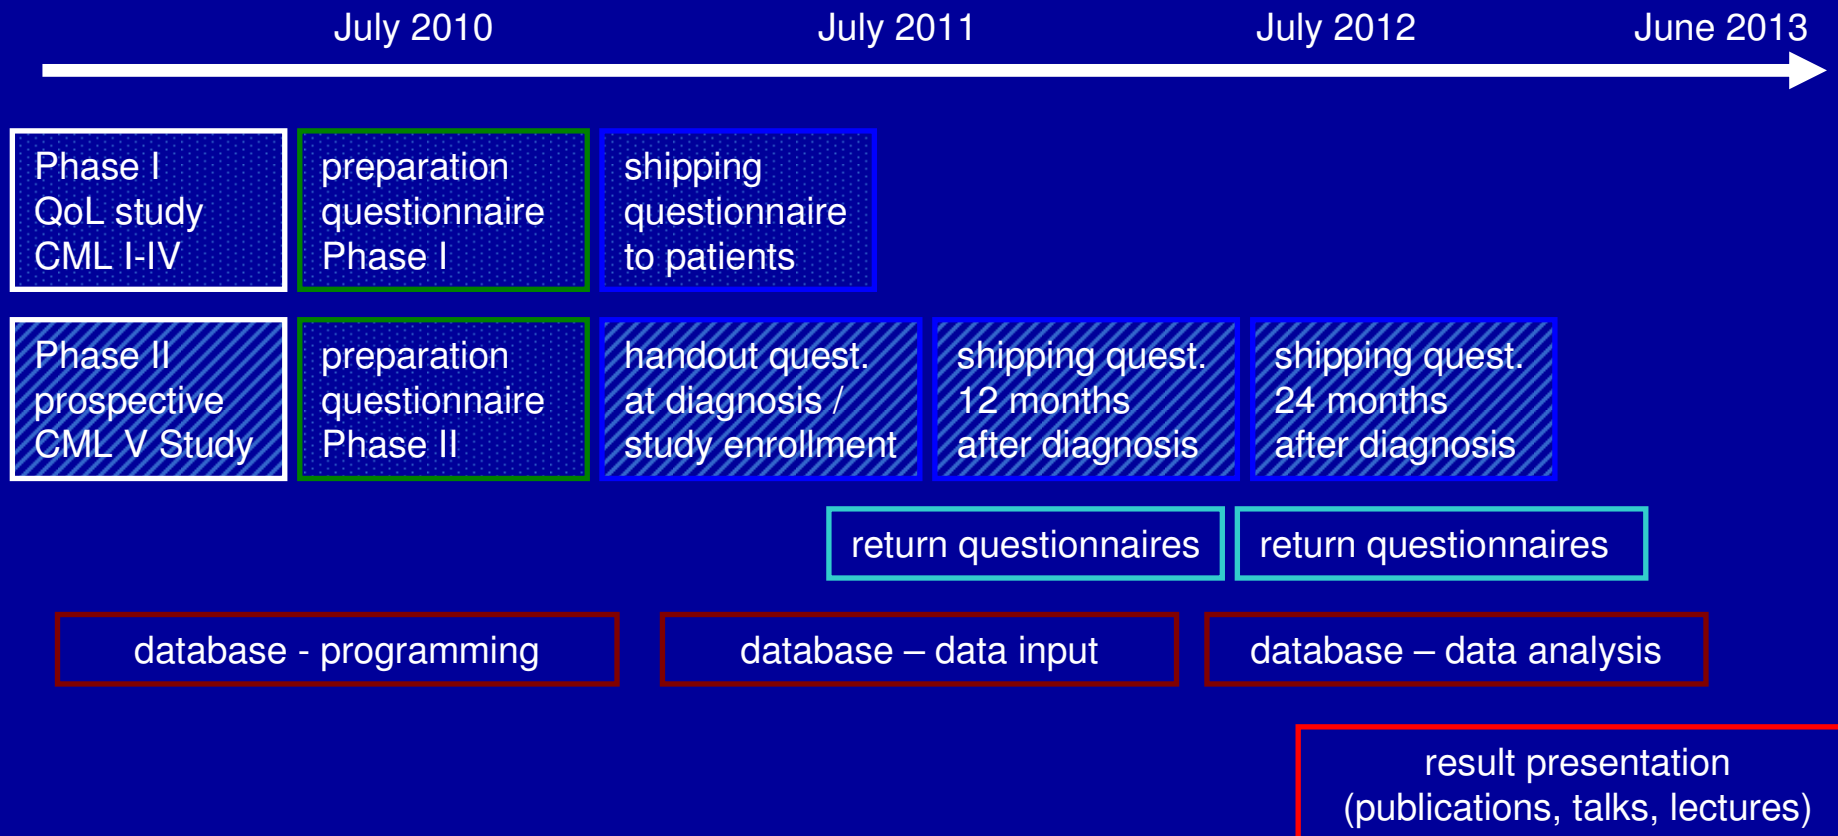 July 2010 July 2011 July 2012 June 2013
Phase I
QoL study
CML I-IV
preparation
questionnaire
Phase I
shipping
questionnaire
to patients
Phase II
prospective
CML V Study
preparation
questionnaire
Phase II
handout quest.
at diagnosis /
study enrollment
shipping quest.
12 months
after diagnosis
shipping quest.
24 months
after diagnosis
return questionnaires
return questionnaires
database - programming
database – data input
database – data analysis
result presentation
(publications, talks, lectures)